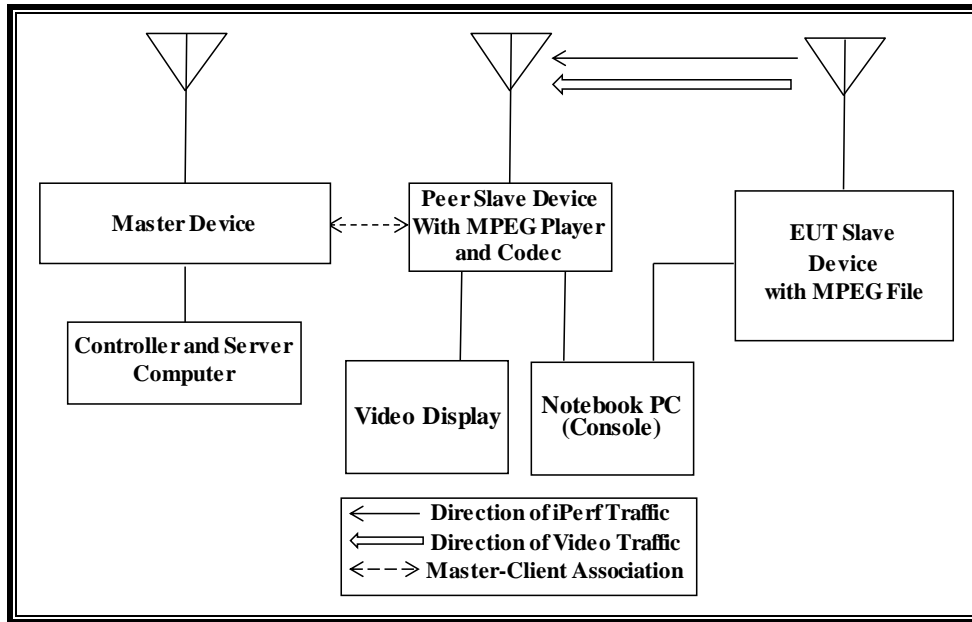 Master Device
Controller and Server
Computer
Peer Slave Device
With MPEG Player
and Codec
Video Display
Notebook PC
(Console)
EUT Slave
Device
with MPEG File
Direction of iPerf Traffic
Direction of Video Traffic
Master-Client Association